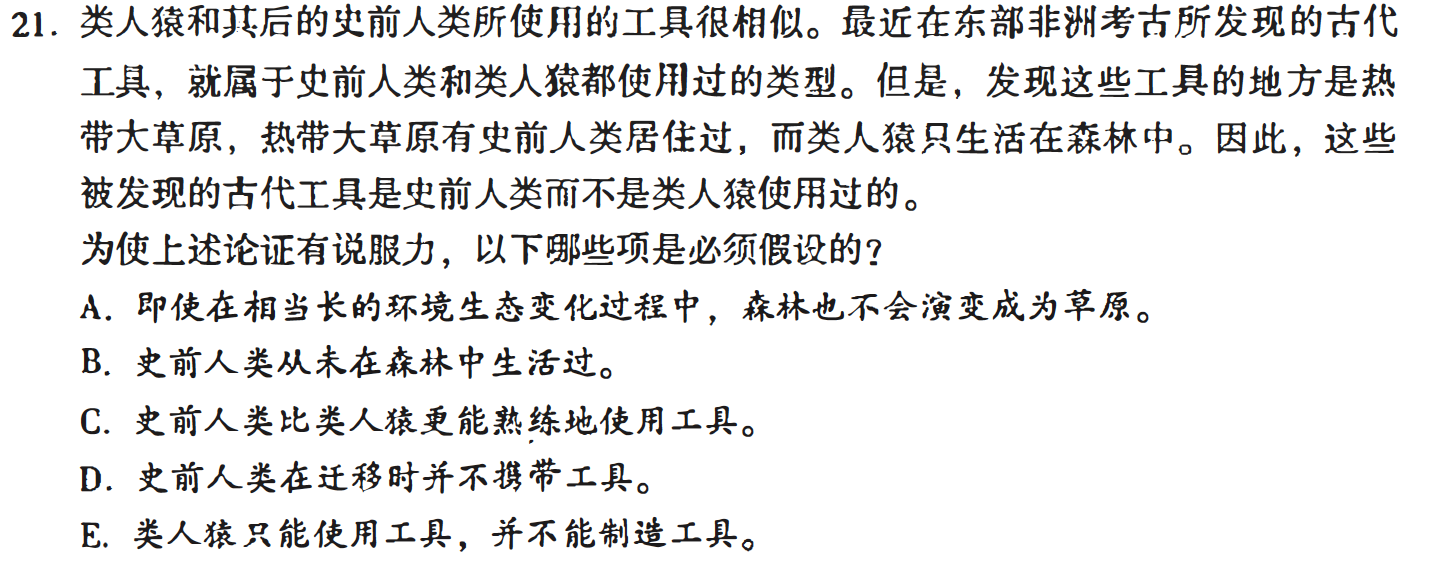 21. 类人猿和其后的史前人类所使用的工具很相似。最近在东部非洲考古所发现的古代
工具，就属于史前人类和类人猿都使用过的类型。但是，发现这些工具的地方是热
带大草原，热带大草原有史前人类居住过，而类人猿只生活在森林中。因此，这些
被发现的古代工具是史前人类而不是类人猿使用过的。
为使上述论证有说服力，以下哪些项是必须假设的？
A. 即使在相当长的环境生态变化过程中，森林也不会演变成为草原。
B. 史前人类从未在森林中生活过。
C. 史前人类比类人猿更能熟练地使用工具。
D. 史前人类在迁移时并不携带工具。
E. 类人猿只能使用工具，并不能制造工具。